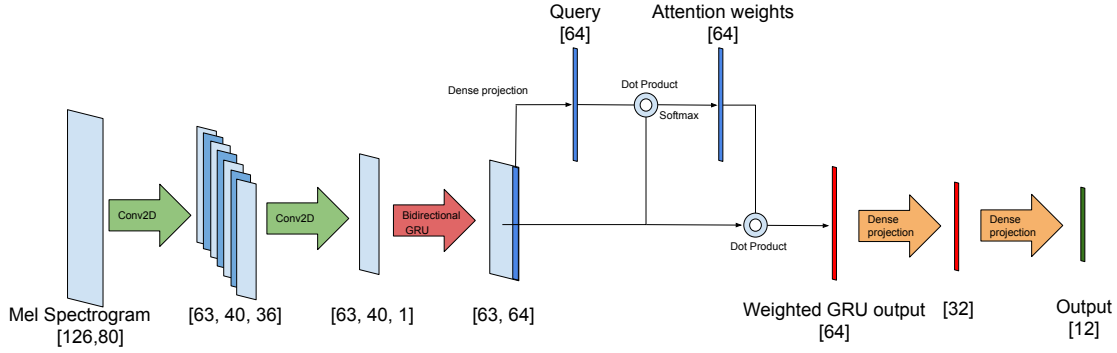 Query
[64]
Attention weights
[64]
Dense projection
Dot Product
Softmax
Conv2D
Conv2D
Bidirectional
GRU
Dense
projection
Dense
projection
Dot Product
Mel Spectrogram
[126,80]
[63, 40, 36]
[63, 40, 1]
[63, 64]
Weighted GRU output
[64]
[32]
Output
[12]